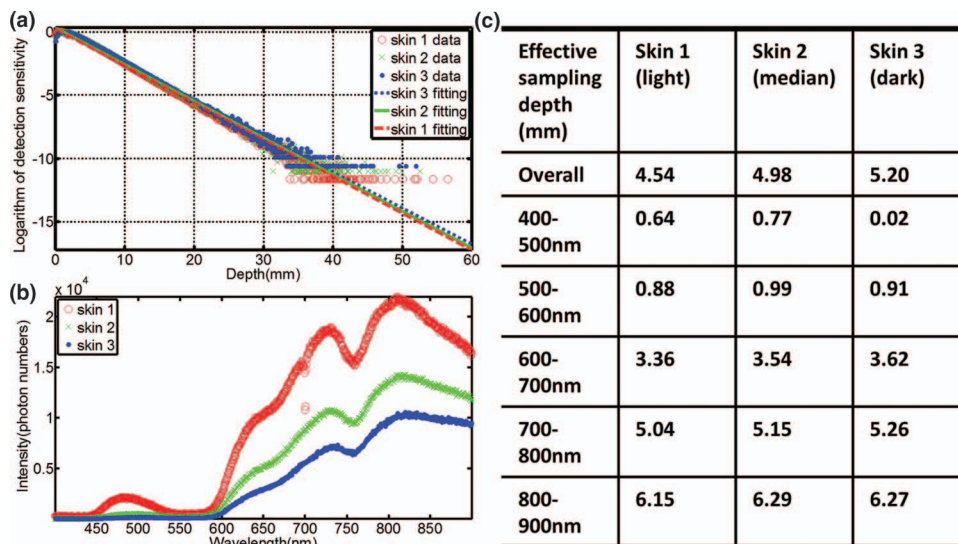 (a)
0
-5
-10
-15
Logarithm of detection sensitivity
0 10 20 30 40 50 60
Depth(mm)
skin 1 data
skin 2 data
skin 3 data
skin 3 fitting
skin 2 fitting
skin 1 fitting
(b)
x 10^4
2
1.5
1
0.5
Intensity(photon numbers)
skin 1
skin 2
skin 3
450 500 550 600 650 700 750 800 850
Wavelength(nm)
(c)
Effective sampling depth (mm) Skin 1 (light) Skin 2 (median) Skin 3 (dark)
Overall 4.54 4.98 5.20
400-500nm 0.64 0.77 0.02
500-600nm 0.88 0.99 0.91
600-700nm 3.36 3.54 3.62
700-800nm 5.04 5.15 5.26
800-900nm 6.15 6.29 6.27